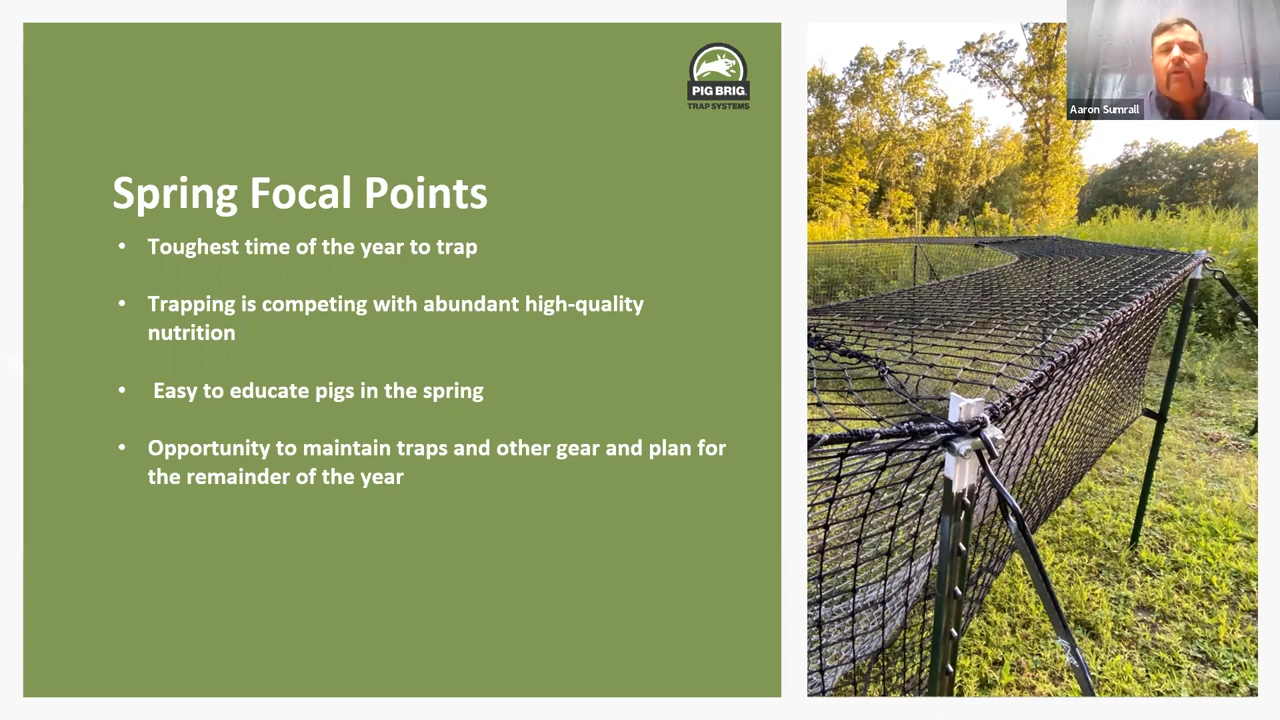 PIG BRIG
TRAP SYSTEMS
Aaron Sumrall
Spring Focal Points
• Toughest time of the year to trap
• Trapping is competing with abundant high-quality
nutrition
• Easy to educate pigs in the spring
• Opportunity to maintain traps and other gear and plan for
the remainder of the year